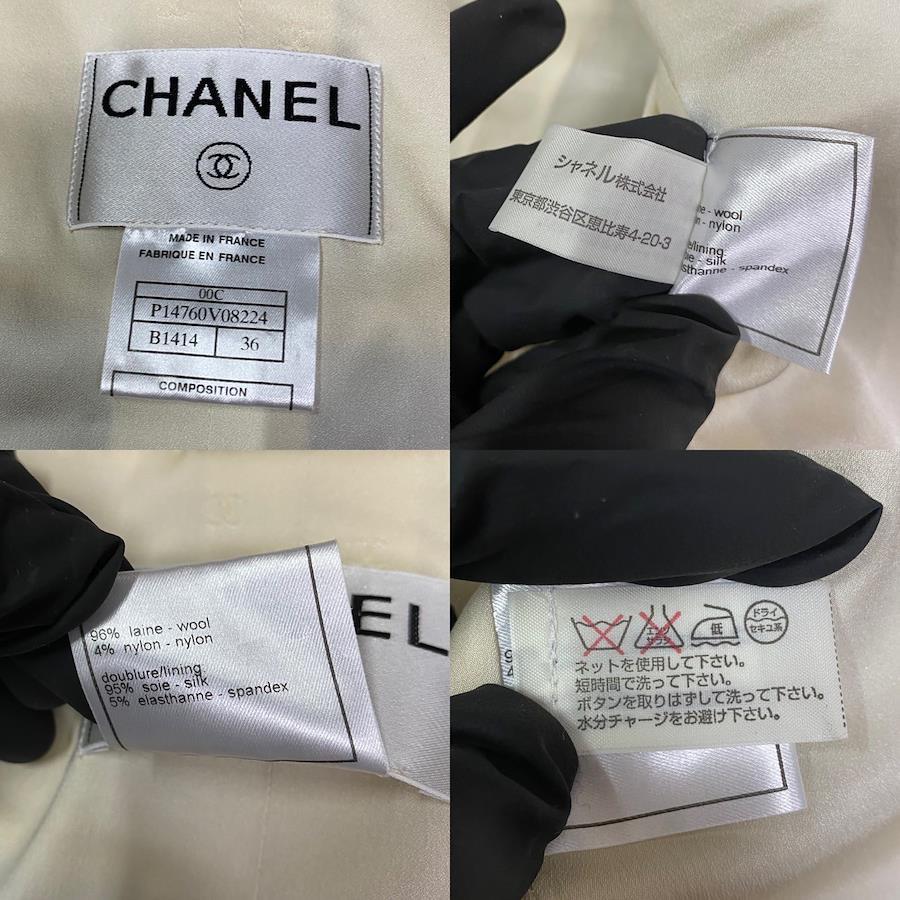 CHANEL
MADE IN FRANCE
FABRIQUE EN FRANCE
00C
P14760V08224
B1414 36
COMPOSITION
シャネル株式会社
東京都渋谷区恵比寿4-20-3
- wool
- nylon
/lining:
- silk
- spandex
96% laine - wool
4% nylon - nylon
doublure/lining:
95% soie - silk
5% elasthanne - spandex
NEL
低
ドライ
セキユ系
ネットを使用して下さい。
短時間で洗って下さい。
ボタンを取りはずして洗って下さい。
水分チャージをお避け下さい。